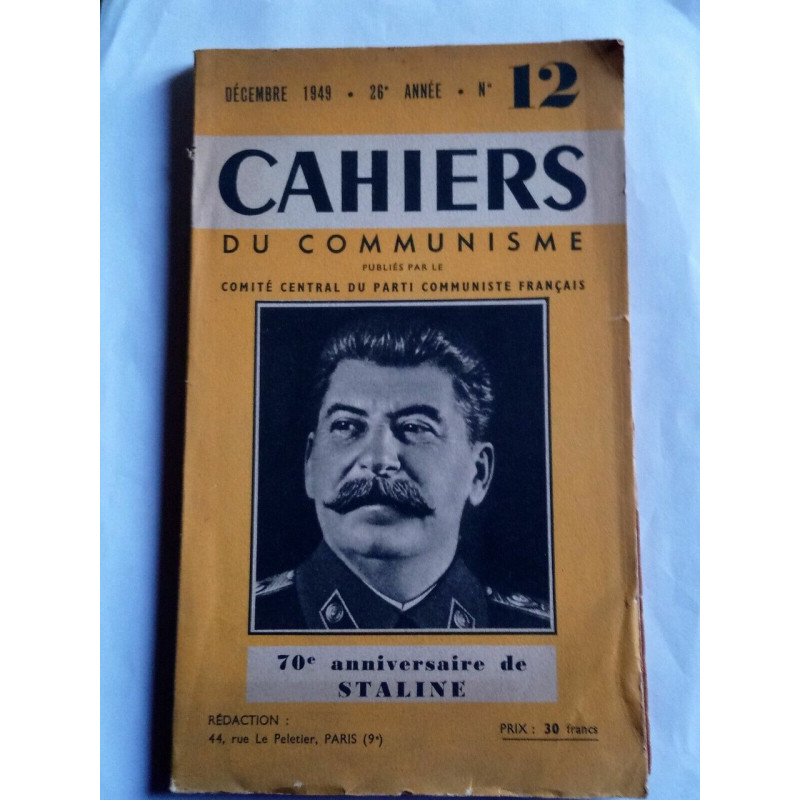 DÉCEMBRE 1949 • 26e ANNÉE • N° 12
CAHIERS
DU COMMUNISME
PUBLIÉS PAR LE
COMITÉ CENTRAL DU PARTI COMMUNISTE FRANÇAIS
70e anniversaire de
STALINE
RÉDACTION :
44, rue Le Peletier, PARIS (9e)
PRIX : 30 francs